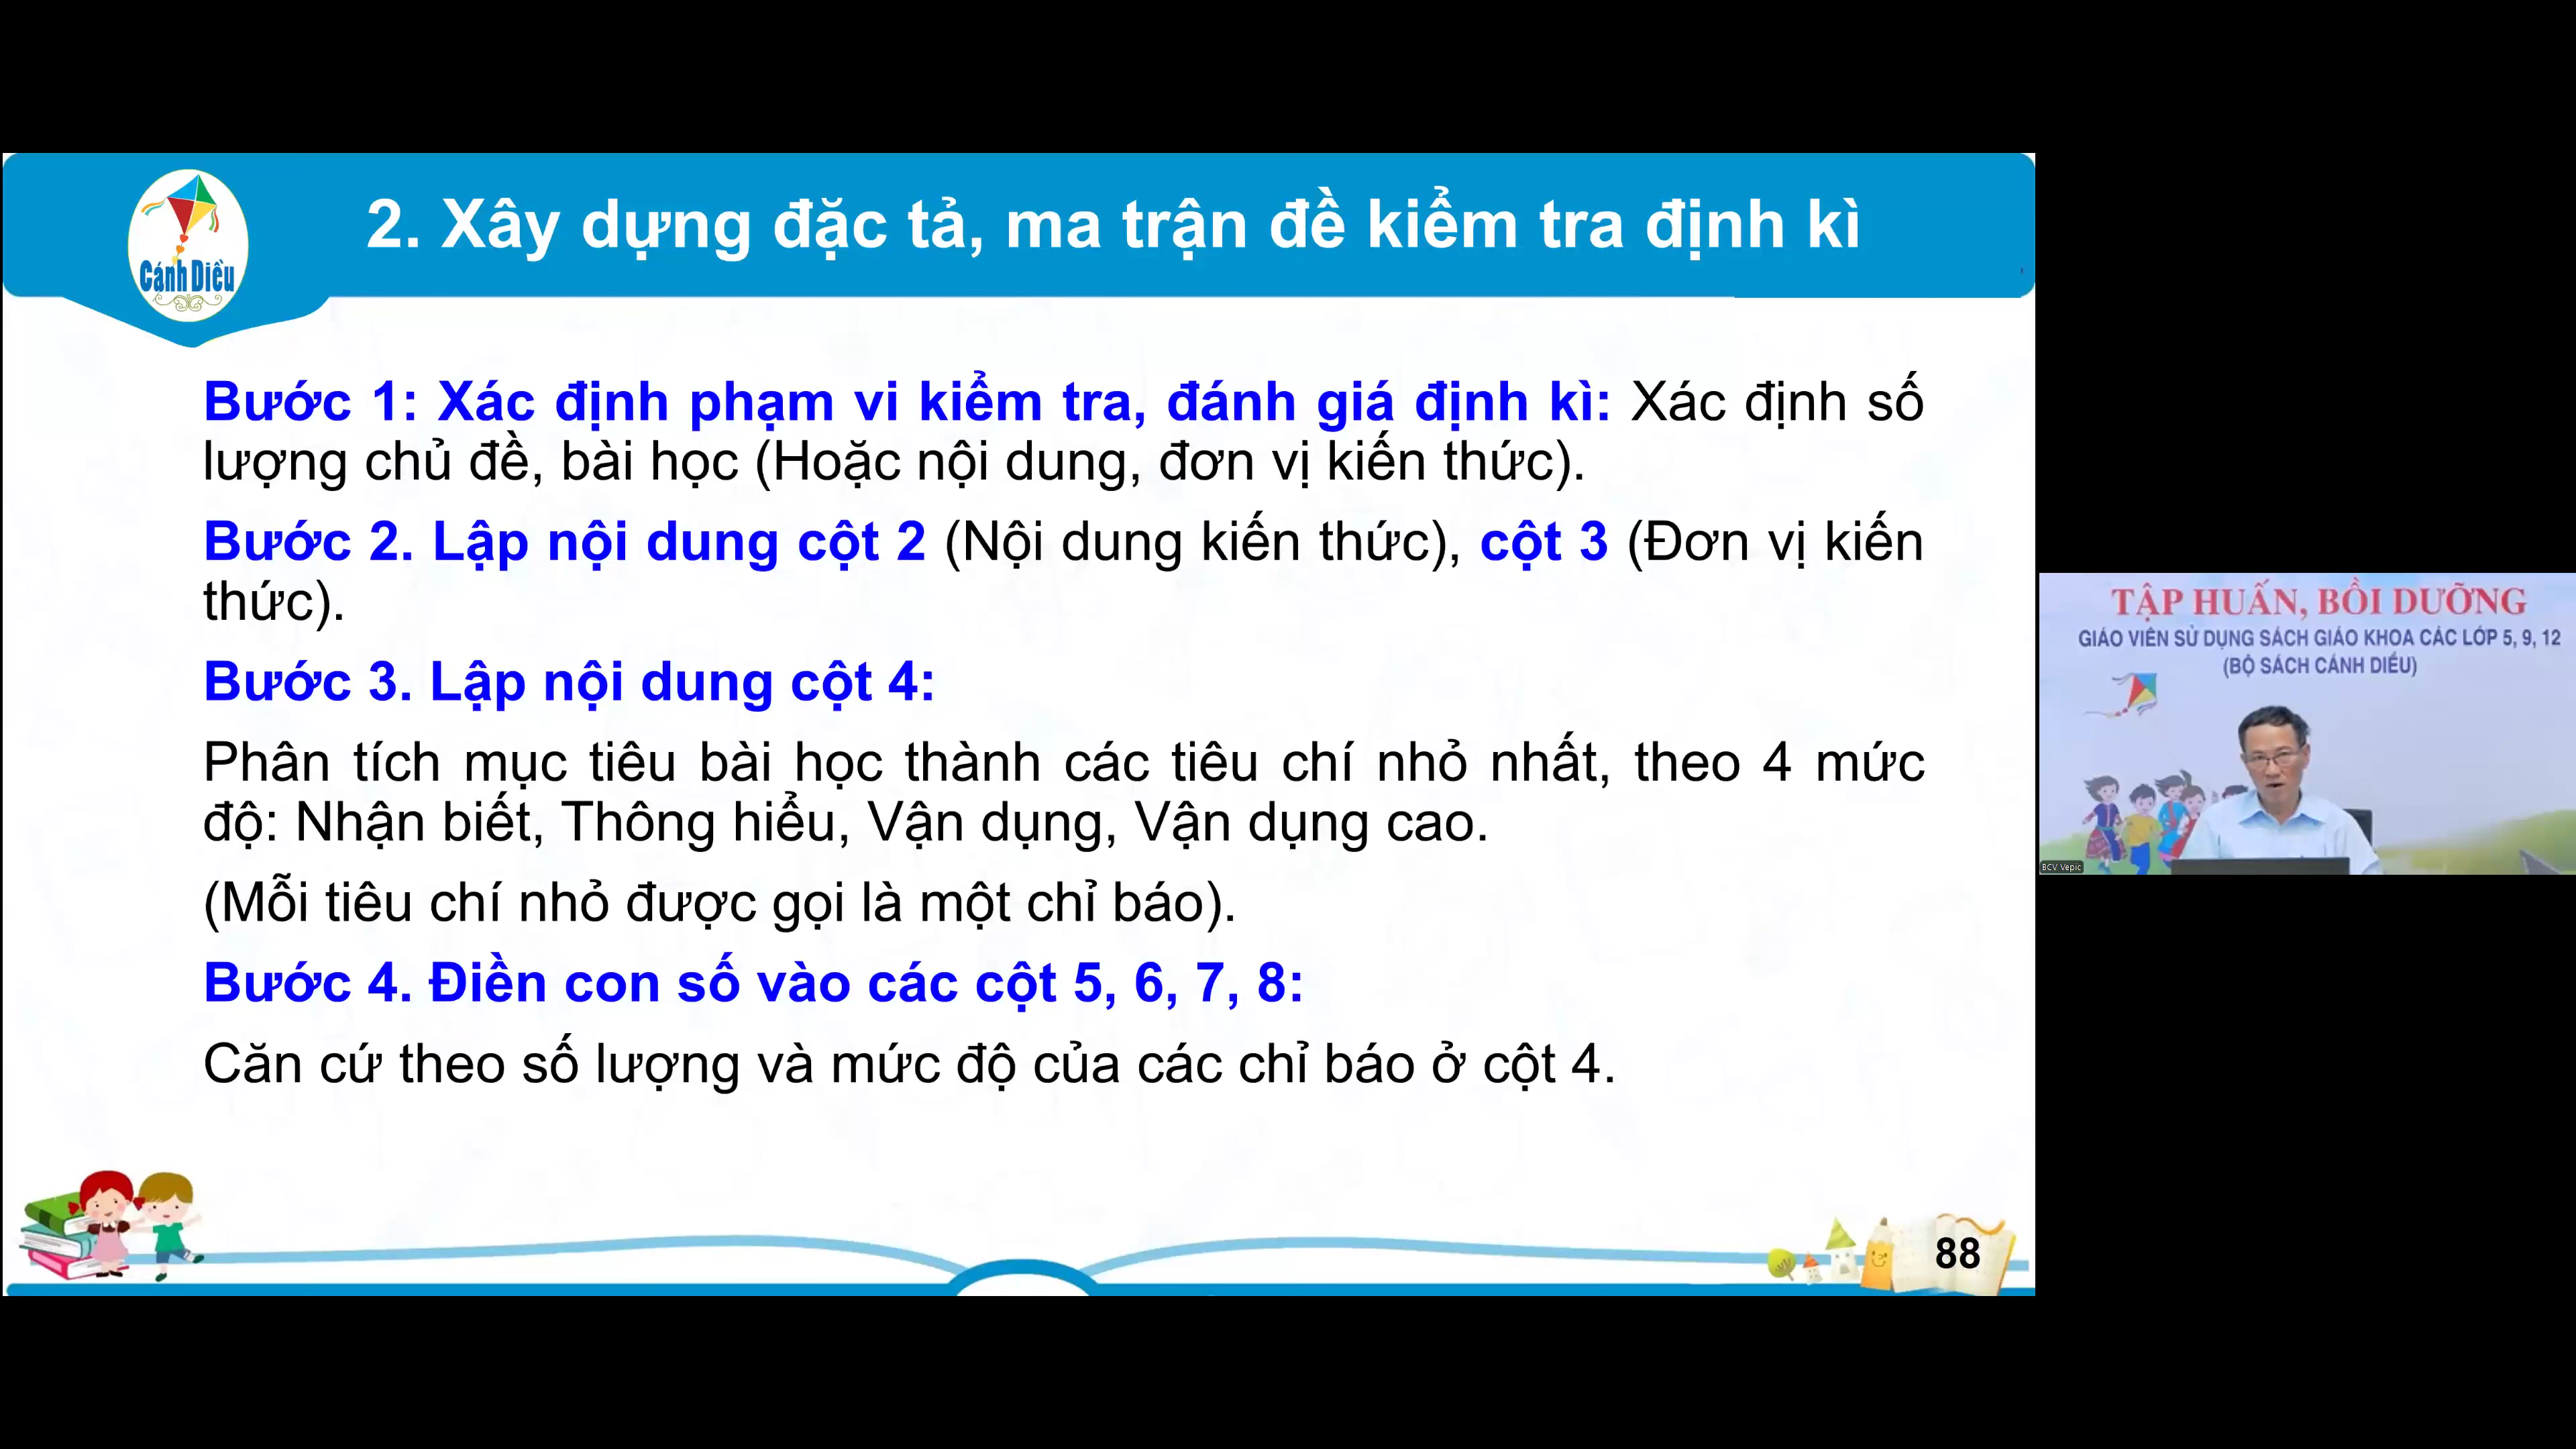 Cánh Diều
2. Xây dựng đặc tả, ma trận đề kiểm tra định kì
Bước 1: Xác định phạm vi kiểm tra, đánh giá định kì: Xác định số
lượng chủ đề, bài học (Hoặc nội dung, đơn vị kiến thức).
Bước 2. Lập nội dung cột 2 (Nội dung kiến thức), cột 3 (Đơn vị kiến
thức).
Bước 3. Lập nội dung cột 4:
Phân tích mục tiêu bài học thành các tiêu chí nhỏ nhất, theo 4 mức
độ: Nhận biết, Thông hiểu, Vận dụng, Vận dụng cao.
(Mỗi tiêu chí nhỏ được gọi là một chỉ báo).
Bước 4. Điền con số vào các cột 5, 6, 7, 8:
Căn cứ theo số lượng và mức độ của các chỉ báo ở cột 4.
88
TẬP HUẤN, BỒI DƯỠNG
GIÁO VIÊN SỬ DỤNG SÁCH GIÁO KHOA CÁC LỚP 5, 9, 12
(BỘ SÁCH CÁNH DIỀU)
BCV Vepic